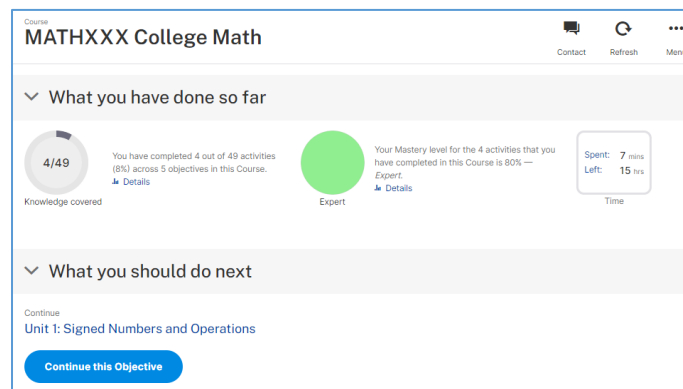 Course
MATHXXX College Math
Contact
Refresh
What you have done so far
4/49
Knowledge covered
You have completed 4 out of 49 activities
(8%) across 5 objectives in this Course.
Details
Expert
Your Mastery level for the 4 activities that you
have completed in this Course is 80% —
Expert.
Details
Spent: 7 mins
Left: 15 hrs
Time
What you should do next
Continue
Unit 1: Signed Numbers and Operations
Continue this Objective